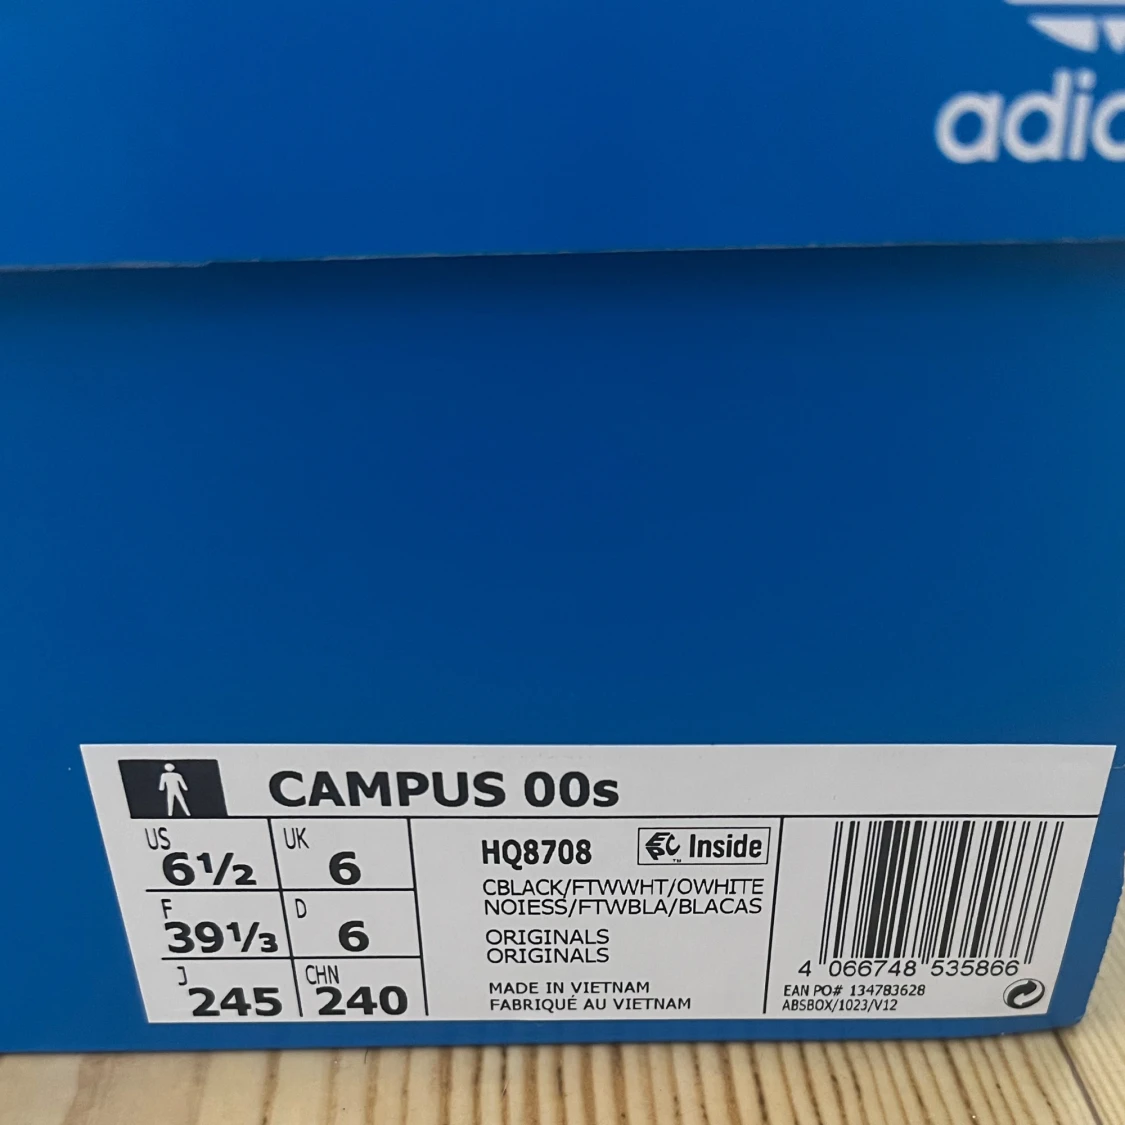 adid
CAMPUS 00s
US
6½
UK
6
F
39⅓
D
6
J
245
CHN
240
HQ8708
EC™ Inside
CBLACK/FTWWHT/OWHITE
NOIESS/FTWBLA/BLACAS
ORIGINALS
ORIGINALS
MADE IN VIETNAM
FABRIQUÉ AU VIETNAM
4 066748 535866
EAN PO# 134783628
ABSBOX/1023/V12